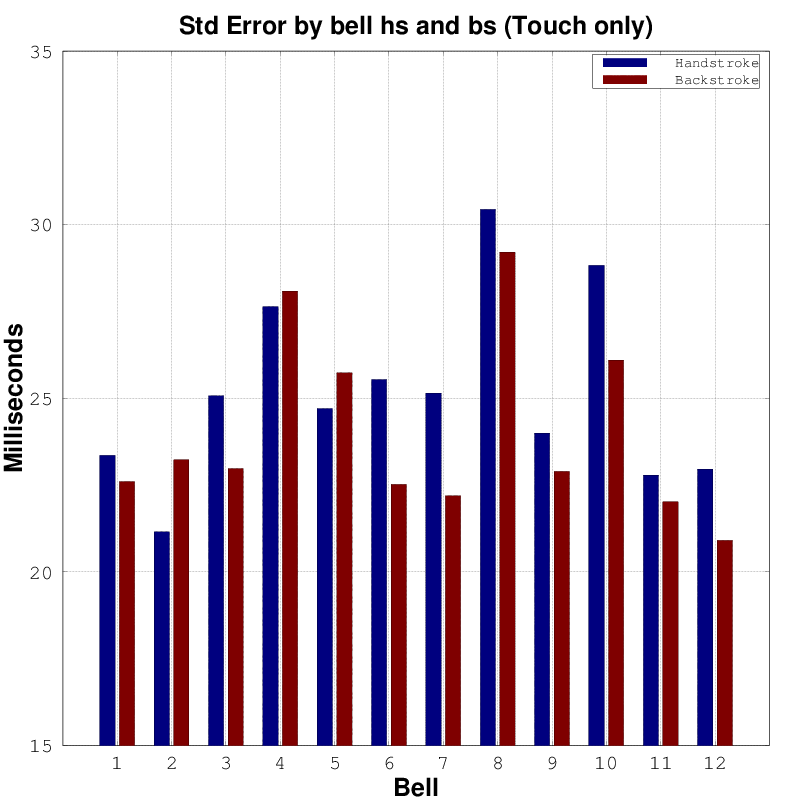 Std Error by bell hs and bs (Touch only)
Handstroke
Backstroke
35
30
25
20
15
Milliseconds
1 2 3 4 5 6 7 8 9 10 11 12
Bell